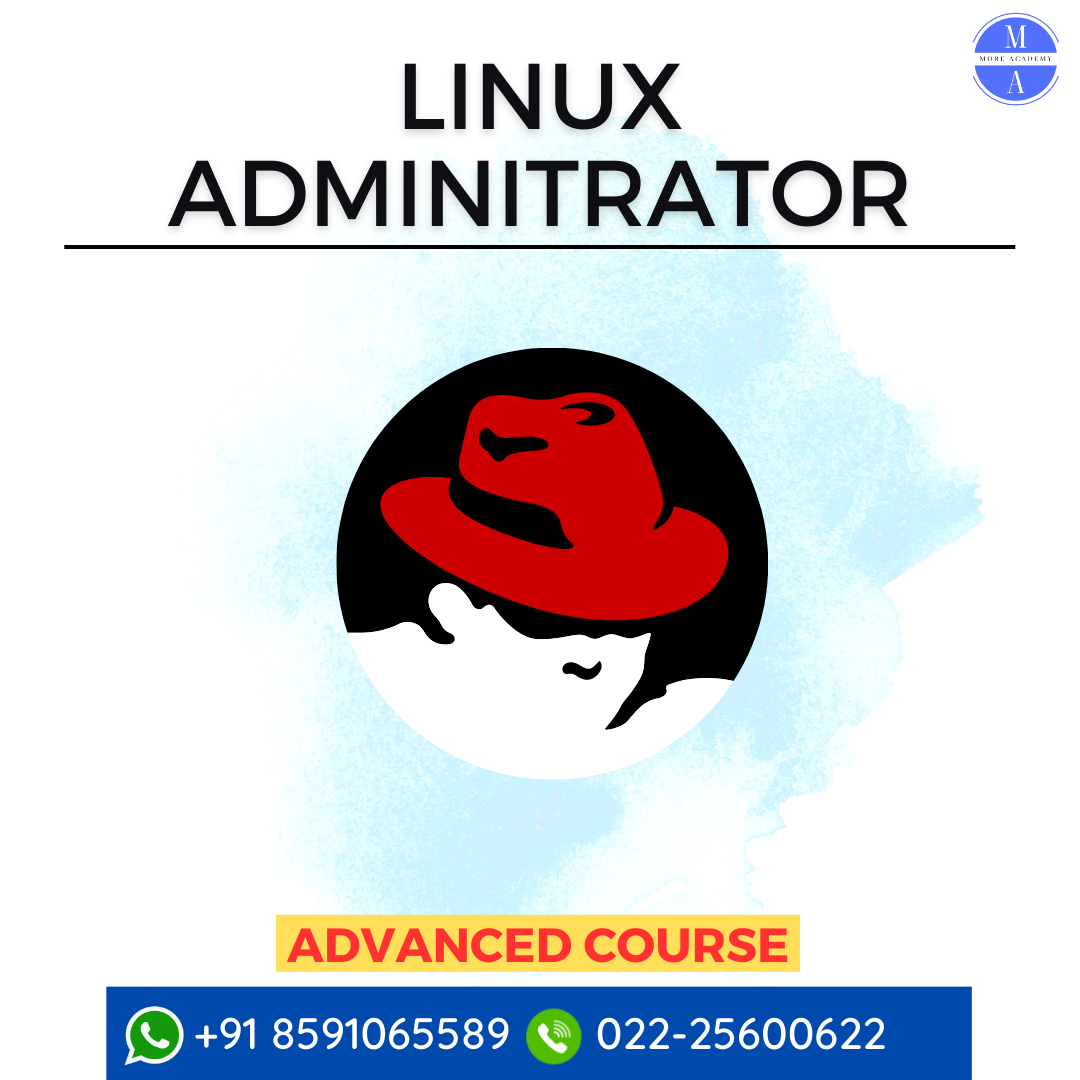 M
MORE ACADEMY
A
LINUX
ADMINITRATOR
ADVANCED COURSE
+91 8591065589 022-25600622